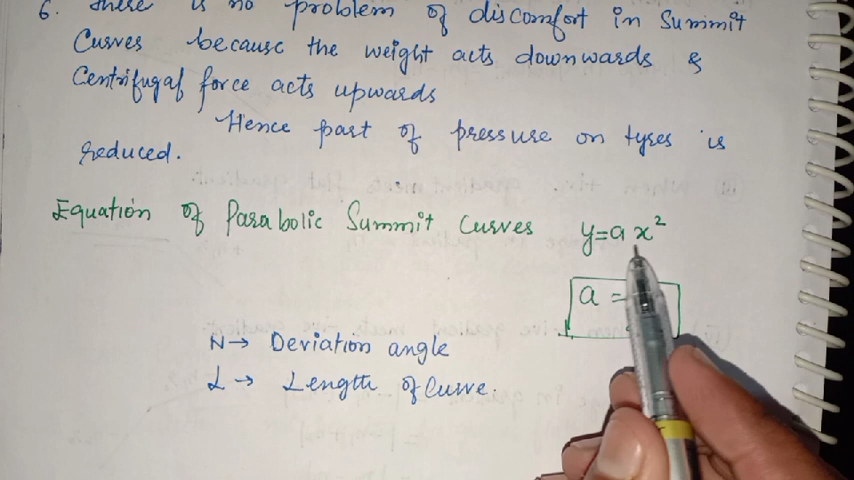 6. there is no problem of discomfort in Summit
Curves because the weight acts downwards &
Centrifugal force acts upwards
Hence part of pressure on tyres is
reduced.
Equation of Parabolic Summit Curves y=ax²
a =
N→ Deviation angle
L→ Length of Curve.